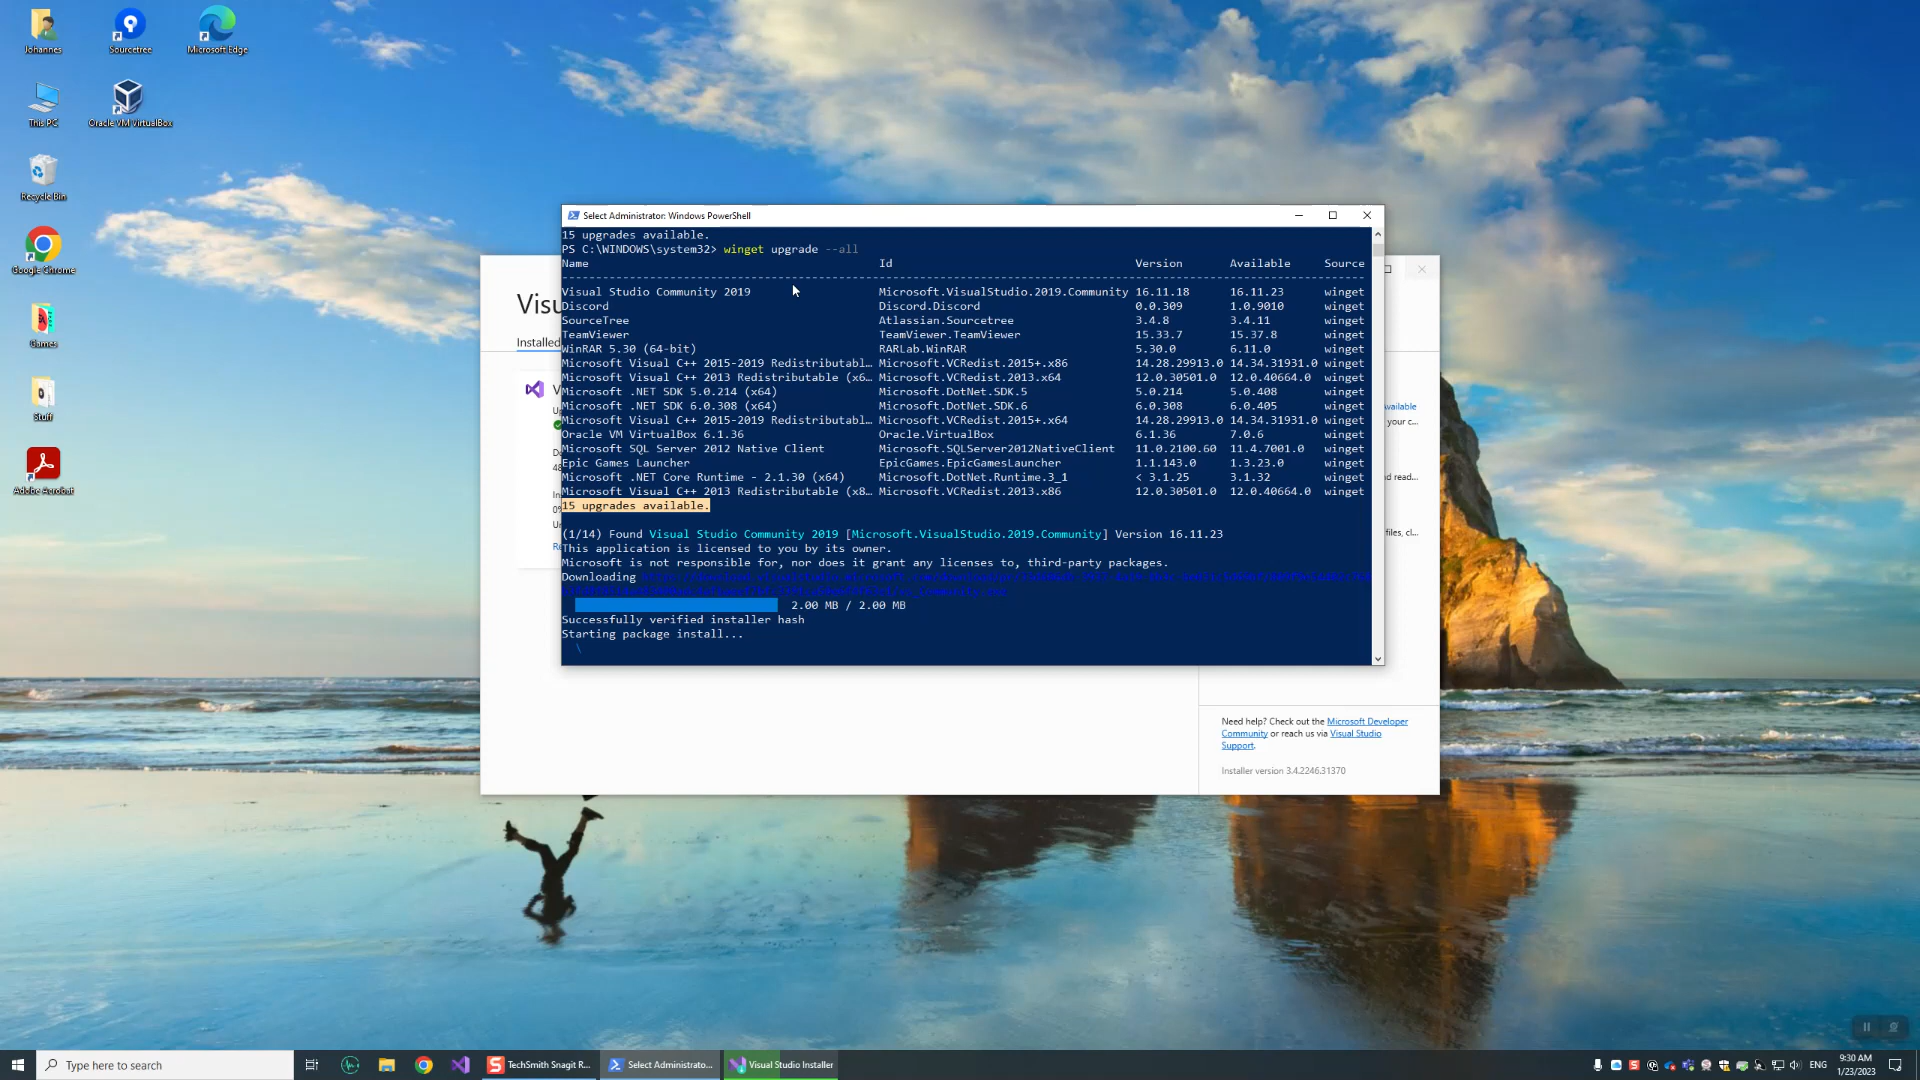 Johannes
Sourcetree
Microsoft Edge
This PC
Oracle VM VirtualBox
Recycle Bin
Google Chrome
Games
Stuff
Adobe Acrobat
Select Administrator: Windows PowerShell
15 upgrades available.
PS C:\WINDOWS\system32> winget upgrade --all
Name Id Version Available Source
Visual Studio Community 2019 Microsoft.VisualStudio.2019.Community 16.11.18 16.11.23 winget
Discord Discord.Discord 0.0.309 1.0.9010 winget
SourceTree Atlassian.Sourcetree 3.4.8 3.4.11 winget
TeamViewer TeamViewer.TeamViewer 15.33.7 15.37.8 winget
WinRAR 5.30 (64-bit) RARLab.WinRAR 5.30.0 6.11.0 winget
Microsoft Visual C++ 2015-2019 Redistributabl… Microsoft.VCRedist.2015+.x86 14.28.29913.0 14.34.31931.0 winget
Microsoft Visual C++ 2013 Redistributable (x6… Microsoft.VCRedist.2013.x64 12.0.30501.0 12.0.40664.0 winget
Microsoft .NET SDK 5.0.214 (x64) Microsoft.DotNet.SDK.5 5.0.214 5.0.408 winget
Microsoft .NET SDK 6.0.308 (x64) Microsoft.DotNet.SDK.6 6.0.308 6.0.405 winget
Microsoft Visual C++ 2015-2019 Redistributabl… Microsoft.VCRedist.2015+.x64 14.28.29913.0 14.34.31931.0 winget
Oracle VM VirtualBox 6.1.36 Oracle.VirtualBox 6.1.36 7.0.6 winget
Microsoft SQL Server 2012 Native Client Microsoft.SQLServer2012NativeClient 11.0.2100.60 11.4.7001.0 winget
Epic Games Launcher EpicGames.EpicGamesLauncher 1.1.143.0 1.3.23.0 winget
Microsoft .NET Core Runtime - 2.1.30 (x64) Microsoft.DotNet.Runtime.3_1 < 3.1.25 3.1.32 winget
Microsoft Visual C++ 2013 Redistributable (x8… Microsoft.VCRedist.2013.x86 12.0.30501.0 12.0.40664.0 winget
15 upgrades available.
(1/14) Found Visual Studio Community 2019 [Microsoft.VisualStudio.2019.Community] Version 16.11.23
This application is licensed to you by its owner.
Microsoft is not responsible for, nor does it grant any licenses to, third-party packages.
Downloading
2.00 MB / 2.00 MB
Successfully verified installer hash
Starting package install...
\
Visu
Installed
vailable
your c...
nd read...
files, cl...
Need help? Check out the Microsoft Developer
Community or reach us via Visual Studio
Support.
Installer version 3.4.2246.31370
Type here to search
TechSmith Snagit R...
Select Administrato...
Visual Studio Installer
ENG
9:30 AM
1/23/2023